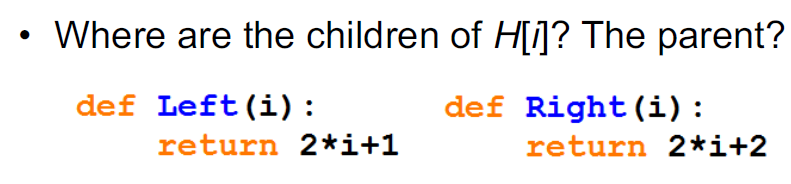 • Where are the children of H[i]? The parent?
def Left(i): def Right(i):
return 2*i+1 return 2*i+2